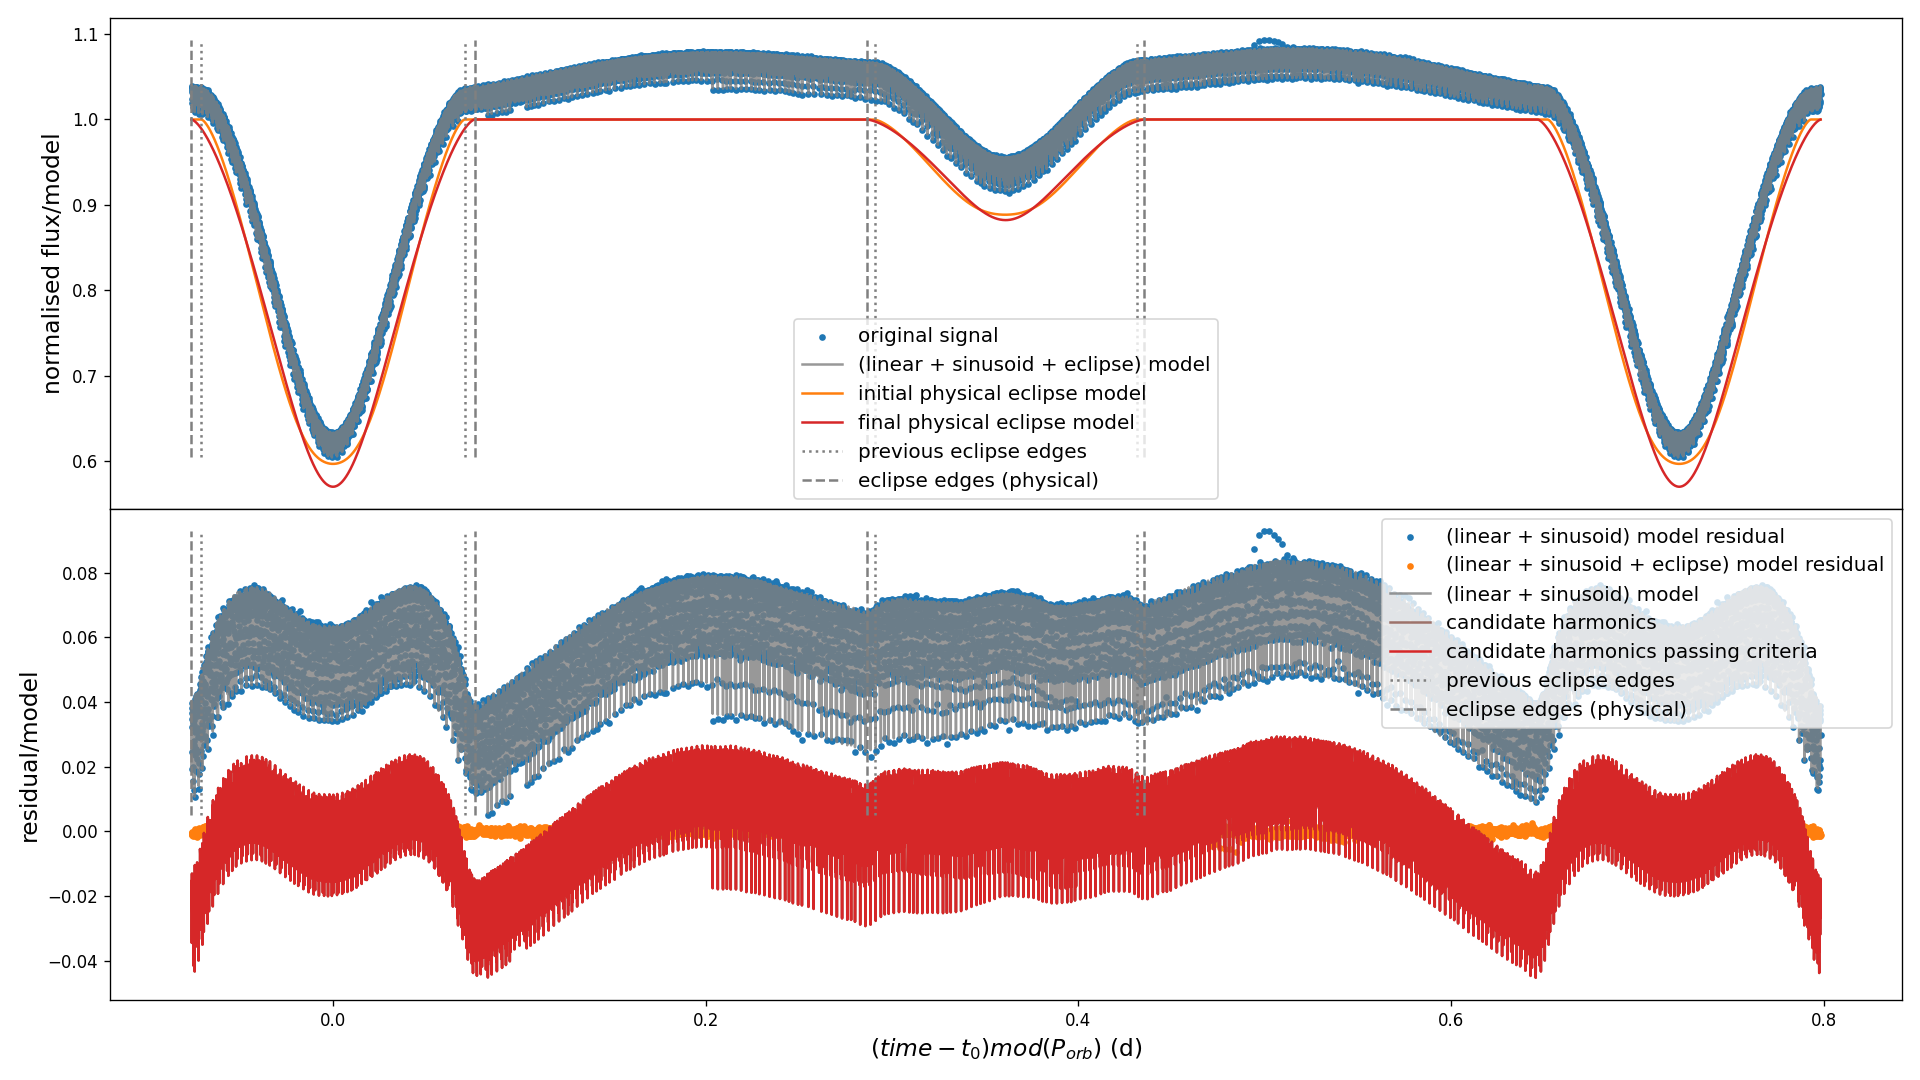 1.1
1.0
0.9
0.8
0.7
0.6
normalised flux/model
original signal
(linear + sinusoid + eclipse) model
initial physical eclipse model
final physical eclipse model
previous eclipse edges
eclipse edges (physical)
(linear + sinusoid) model residual
(linear + sinusoid + eclipse) model residual
(linear + sinusoid) model
candidate harmonics
candidate harmonics passing criteria
previous eclipse edges
eclipse edges (physical)
0.08
0.06
0.04
0.02
0.00
−0.02
−0.04
residual/model
0.0 0.2 0.4 0.6 0.8
(time − t₀)mod(Pₒᵣb) (d)